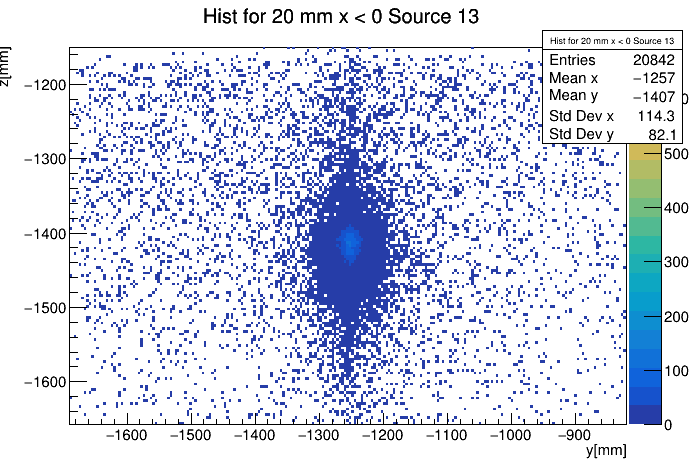 Hist for 20 mm x < 0 Source 13
z[mm]
Hist for 20 mm x < 0 Source 13
Entries 20842
Mean x −1257
Mean y −1407
Std Dev x 114.3
Std Dev y 82.1
−1200
−1300
−1400
−1500
−1600
0
500
400
300
200
100
0
−1600 −1500 −1400 −1300 −1200 −1100 −1000 −900
y[mm]